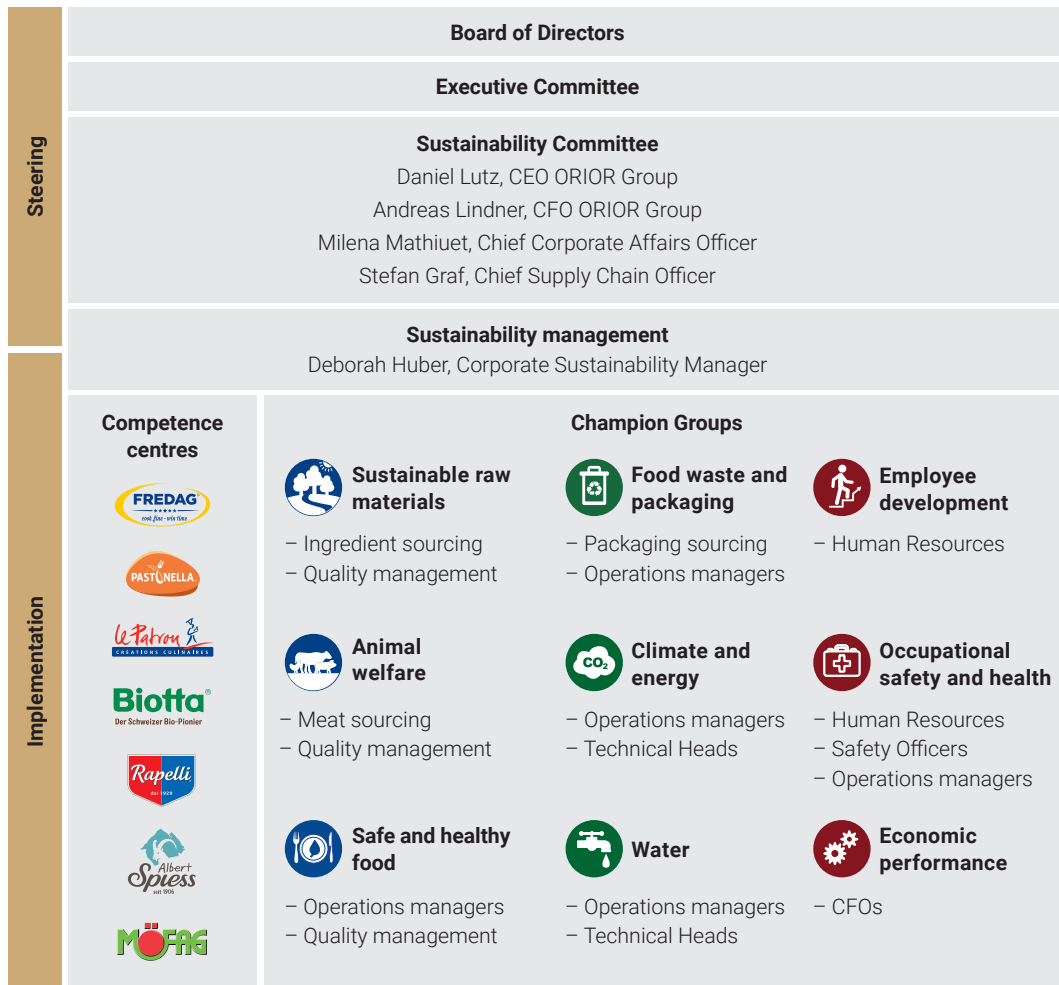 Steering
Board of Directors
Executive Committee
Sustainability Committee
Daniel Lutz, CEO ORIOR Group
Andreas Lindner, CFO ORIOR Group
Milena Mathiuet, Chief Corporate Affairs Officer
Stefan Graf, Chief Supply Chain Officer
Sustainability management
Deborah Huber, Corporate Sustainability Manager
Implementation
Competence
centres
FREDAG
cook fine - win time
PASTINELLA
Le Patron
CRÉATIONS CULINAIRES
Biotta®
Der Schweizer Bio-Pionier
Rapelli
dal 1929
Albert
Spiess
seit 1906
MÖFAG
Champion Groups
Sustainable raw
materials
– Ingredient sourcing
– Quality management
Food waste and
packaging
– Packaging sourcing
– Operations managers
Employee
development
– Human Resources
Animal
welfare
– Meat sourcing
– Quality management
CO₂
Climate and
energy
– Operations managers
– Technical Heads
Occupational
safety and health
– Human Resources
– Safety Officers
– Operations managers
Safe and healthy
food
– Operations managers
– Quality management
Water
– Operations managers
– Technical Heads
Economic
performance
– CFOs